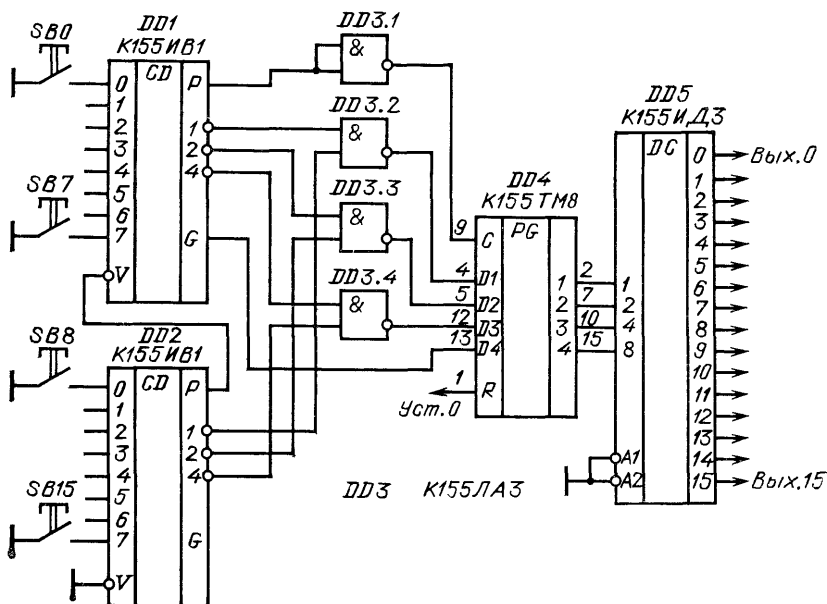 SB0
SB7
SB8
SB15
DD1
К155ИВ1
CD
0
1
2
3
4
5
6
7
V
P
1
2
4
G
DD2
К155ИВ1
CD
0
1
2
3
4
5
6
7
V
P
1
2
4
G
DD3.1
&
DD3.2
&
DD3.3
&
DD3.4
&
DD3 К155ЛА3
DD4
К155ТМ8
PG
9 C
4 D1
5 D2
12 D3
13 D4
1 R
Уст.0
1 2
2 7
3 10
4 15
DD5
К155ИД3
DC
1
2
4
8
A1
A2
0 Вых.0
1
2
3
4
5
6
7
8
9
10
11
12
13
14
15 Вых.15